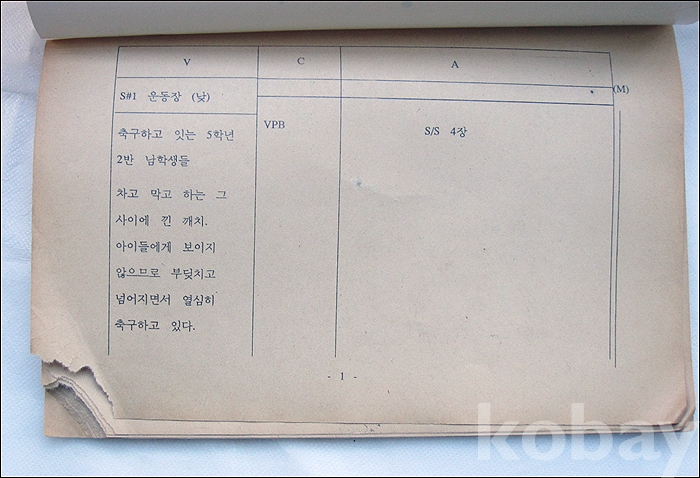 V C A
(M)
S#1 운동장 (낮)
VPB
S/S 4장
축구하고 잇는 5학년
2반 남학생들
차고 막고 하는 그
사이에 낀 깨치.
아이들에게 보이지
않으므로 부딪치고
넘어지면서 열심히
축구하고 있다.
- 1 -
kobay